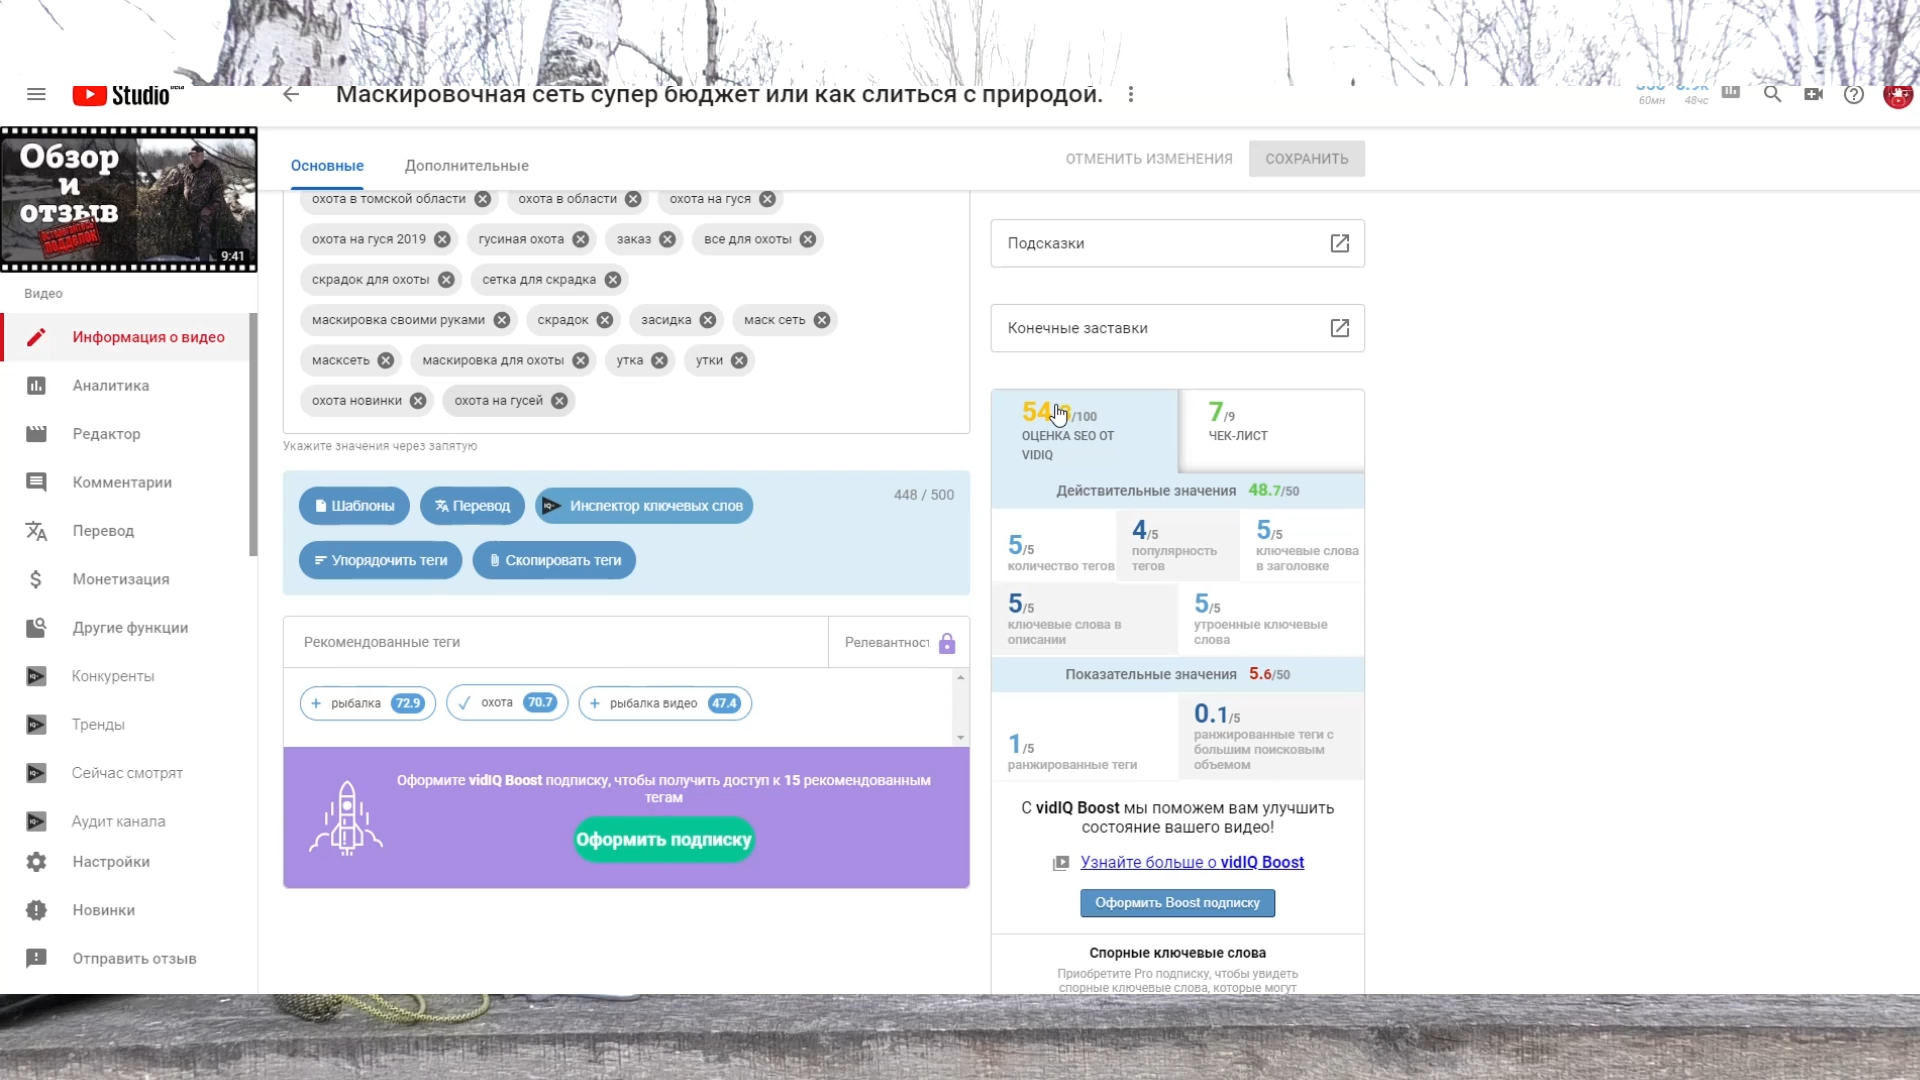 Studio
Маскировочная сеть супер бюджет или как слиться с природой.
60мн 48чс
Обзор
и
отзыв
9:41
Основные
Дополнительные
ОТМЕНИТЬ ИЗМЕНЕНИЯ
СОХРАНИТЬ
Видео
Информация о видео
Аналитика
Редактор
Комментарии
Перевод
Монетизация
Другие функции
Конкуренты
Тренды
Сейчас смотрят
Аудит канала
Настройки
Новинки
Отправить отзыв
охота в томской области
охота в области
охота на гуся
охота на гуся 2019
гусиная охота
заказ
все для охоты
скрадок для охоты
сетка для скрадка
маскировка своими руками
скрадок
засидка
маск сеть
масксеть
маскировка для охоты
утка
утки
охота новинки
охота на гусей
Укажите значения через запятую
Шаблоны
Перевод
Инспектор ключевых слов
448 / 500
Упорядочить теги
Скопировать теги
Рекомендованные теги
Релевантност
+ рыбалка 72.9
охота 70.7
+ рыбалка видео 47.4
Оформите vidIQ Boost подписку, чтобы получить доступ к 15 рекомендованным
тегам
Оформить подписку
Подсказки
Конечные заставки
/100
ОЦЕНКА SEO ОТ
VIDIQ
7/9
ЧЕК-ЛИСТ
Действительные значения 48.7/50
5/5
количество тегов
4/5
популярность
тегов
5/5
ключевые слова
в заголовке
5/5
ключевые слова в
описании
5/5
утроенные ключевые
слова
Показательные значения 5.6/50
1/5
ранжированные теги
0.1/5
ранжированные теги с
большим поисковым
объемом
С vidIQ Boost мы поможем вам улучшить
состояние вашего видео!
Узнайте больше о vidIQ Boost
Оформить Boost подписку
Спорные ключевые слова
Приобретите Pro подписку, чтобы увидеть
спорные ключевые слова, которые могут